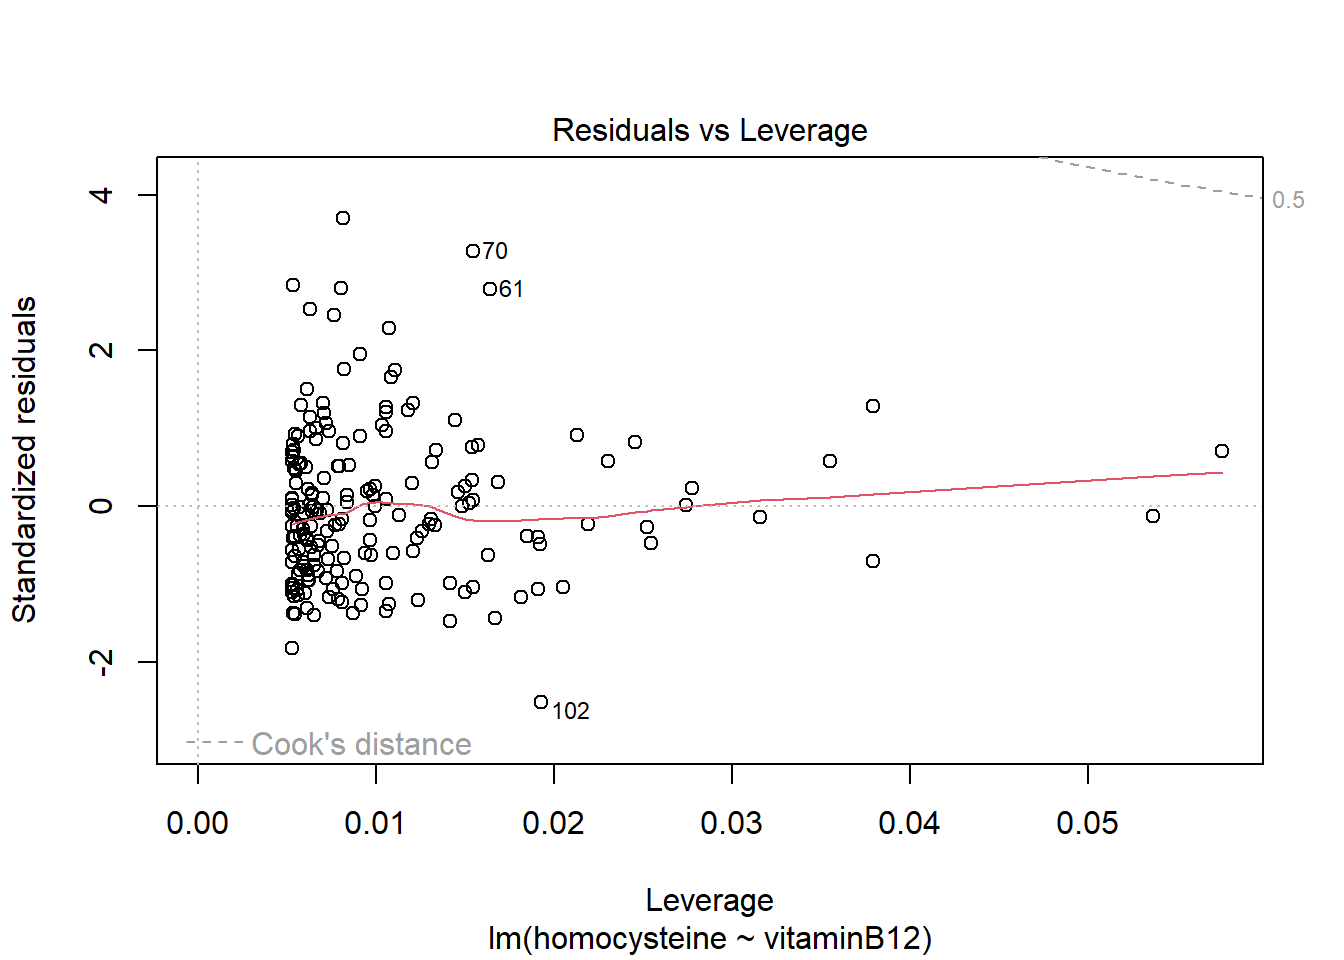 Residuals vs Leverage
Standardized residuals
4
2
0
-2
0.5
70
61
102
Cook's distance
0.00 0.01 0.02 0.03 0.04 0.05
Leverage
lm(homocysteine ~ vitaminB12)